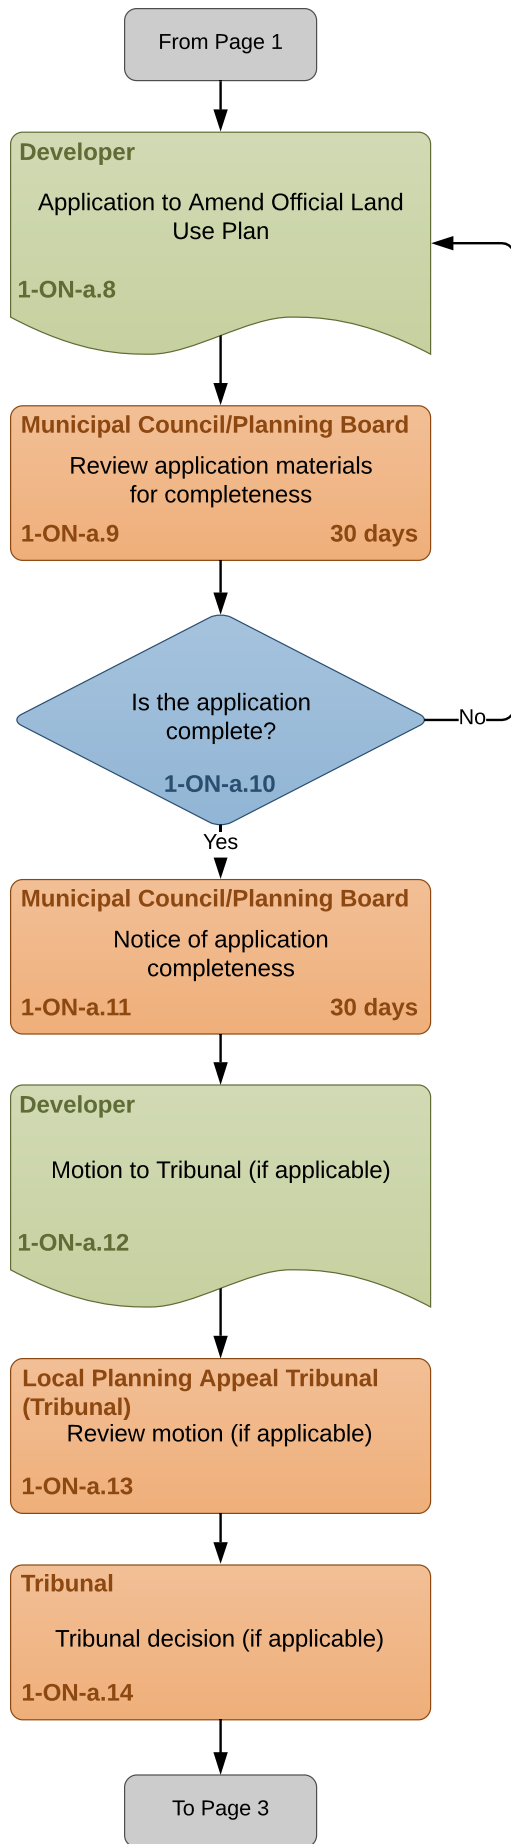 From Page 1
Developer
Application to Amend Official Land
Use Plan
1-ON-a.8
Municipal Council/Planning Board
Review application materials
for completeness
1-ON-a.9 30 days
Is the application
complete?
No
1-ON-a.10
Yes
Municipal Council/Planning Board
Notice of application
completeness
1-ON-a.11 30 days
Developer
Motion to Tribunal (if applicable)
1-ON-a.12
Local Planning Appeal Tribunal
(Tribunal)
Review motion (if applicable)
1-ON-a.13
Tribunal
Tribunal decision (if applicable)
1-ON-a.14
To Page 3